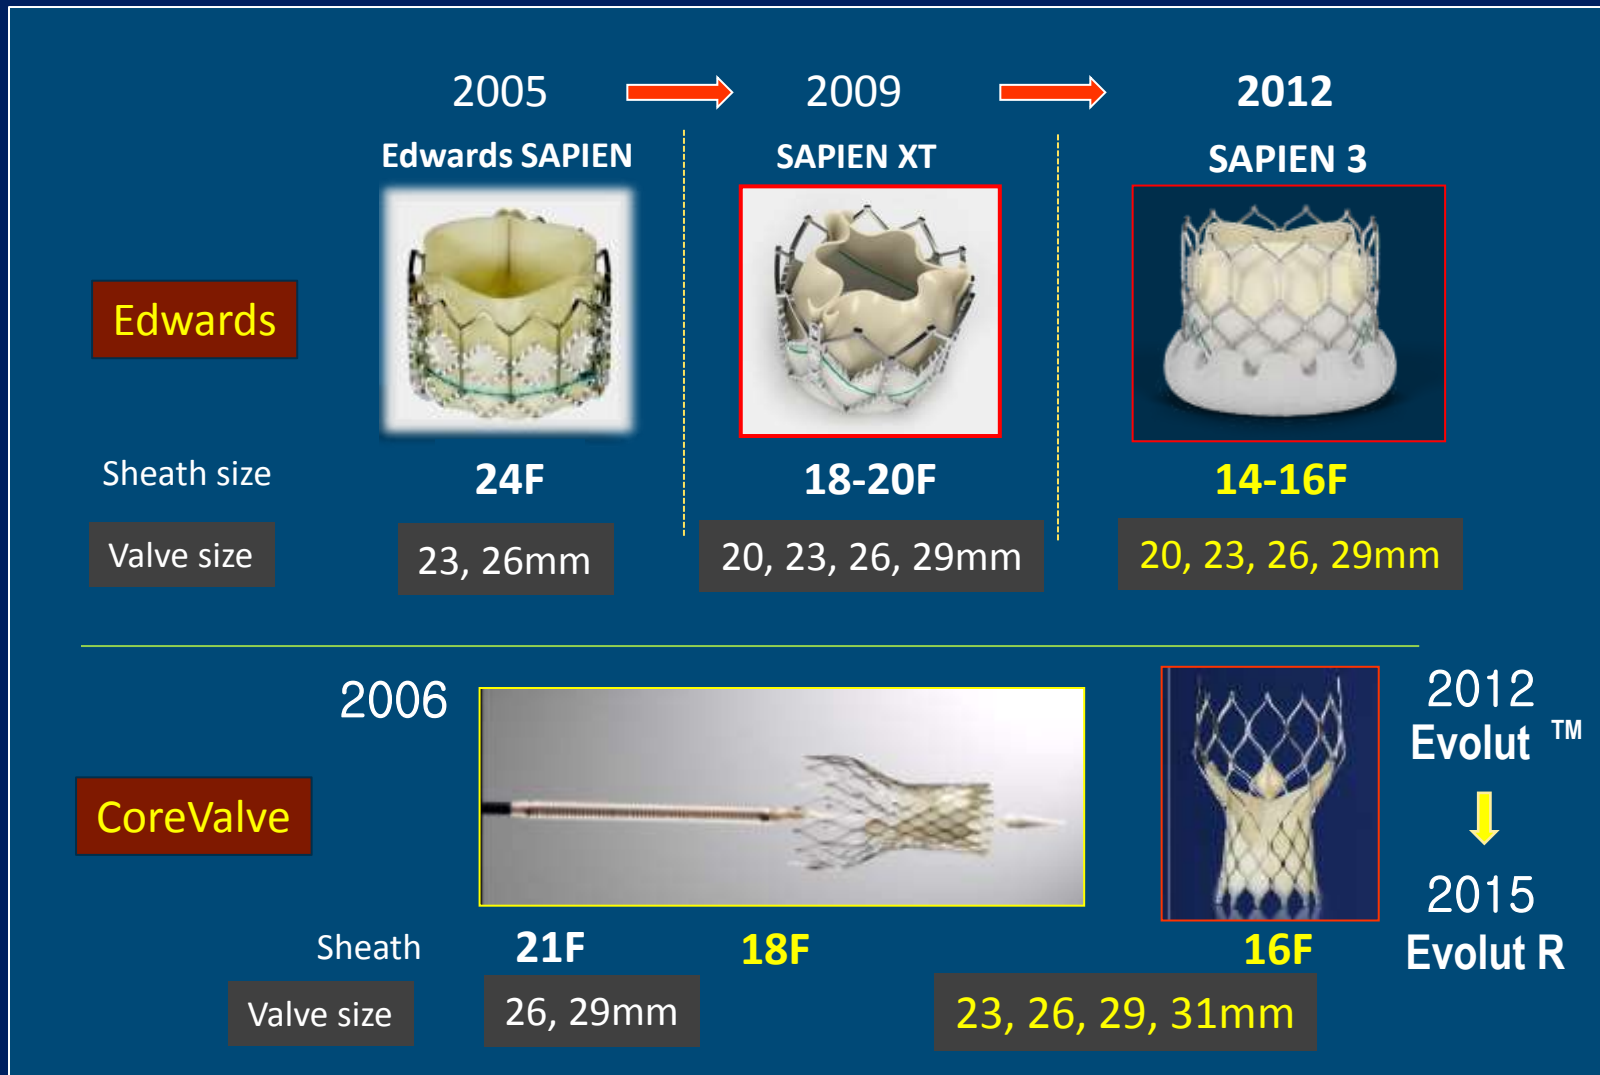 2005
2009
2012
Edwards SAPIEN
SAPIEN XT
SAPIEN 3
Edwards
Sheath size
24F
18-20F
14-16F
Valve size
23, 26mm
20, 23, 26, 29mm
20, 23, 26, 29mm
2006
2012
Evolut ™
CoreValve
2015
Evolut R
Sheath
21F
18F
16F
Valve size
26, 29mm
23, 26, 29, 31mm